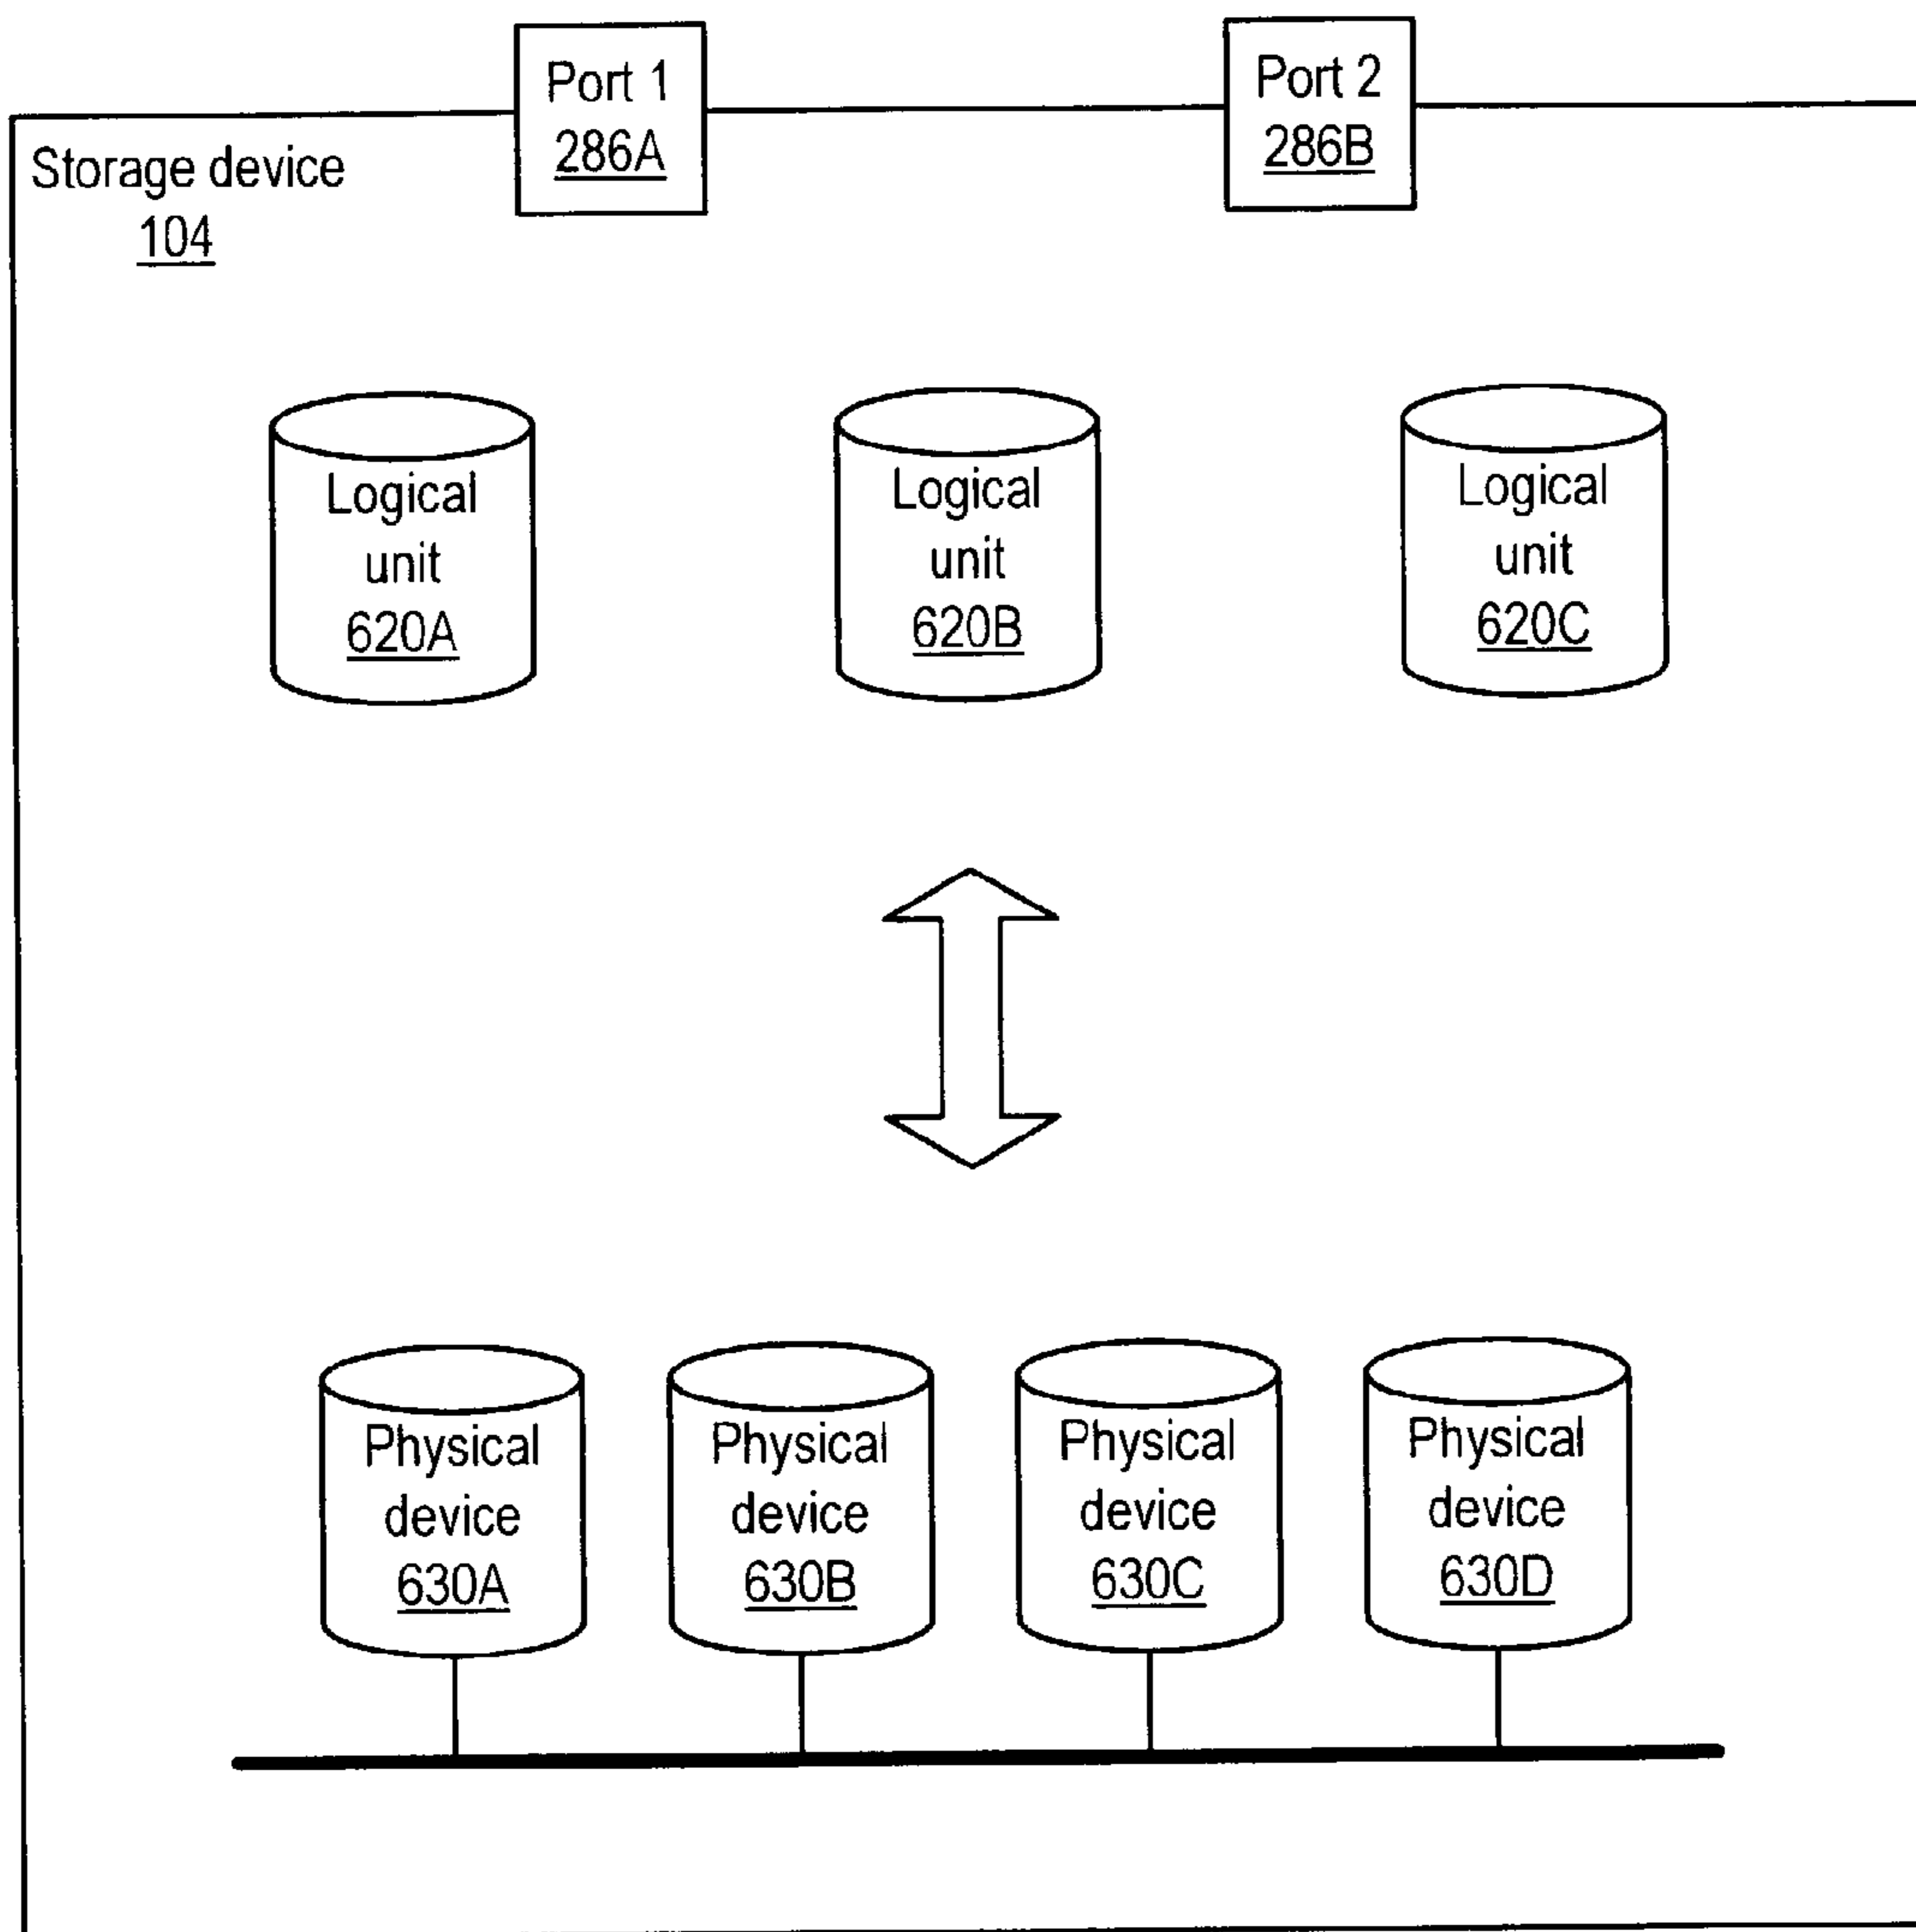 Port 1
286A
Port 2
286B
Storage device
104
Logical
unit
620A
Logical
unit
620B
Logical
unit
620C
Physical
device
630A
Physical
device
630B
Physical
device
630C
Physical
device
630D